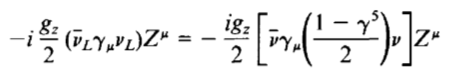 $-i \frac{g_z}{2} (\bar{\nu}_L \gamma_\mu \nu_L) Z^\mu = - \frac{i g_z}{2} \left[ \bar{\nu} \gamma_\mu \left( \frac{1 - \gamma^5}{2} \right) \nu \right] Z^\mu$